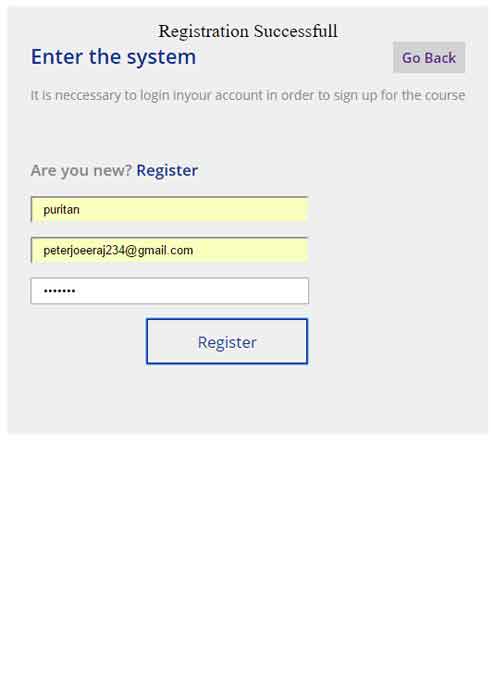 Registration Successfull
Enter the system
Go Back
It is neccessary to login inyour account in order to sign up for the course
Are you new? Register
puritan
peterjoeeraj234@gmail.com
•••••••
Register